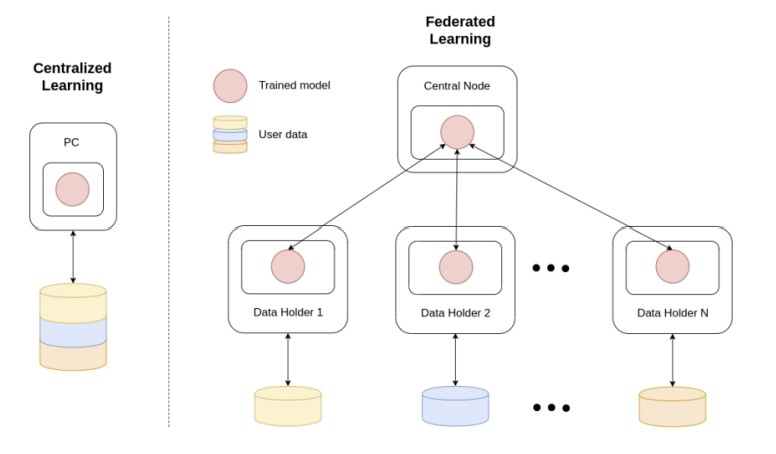 Centralized
Learning
PC
Federated
Learning
Trained model
User data
Central Node
Data Holder 1
Data Holder 2
Data Holder N